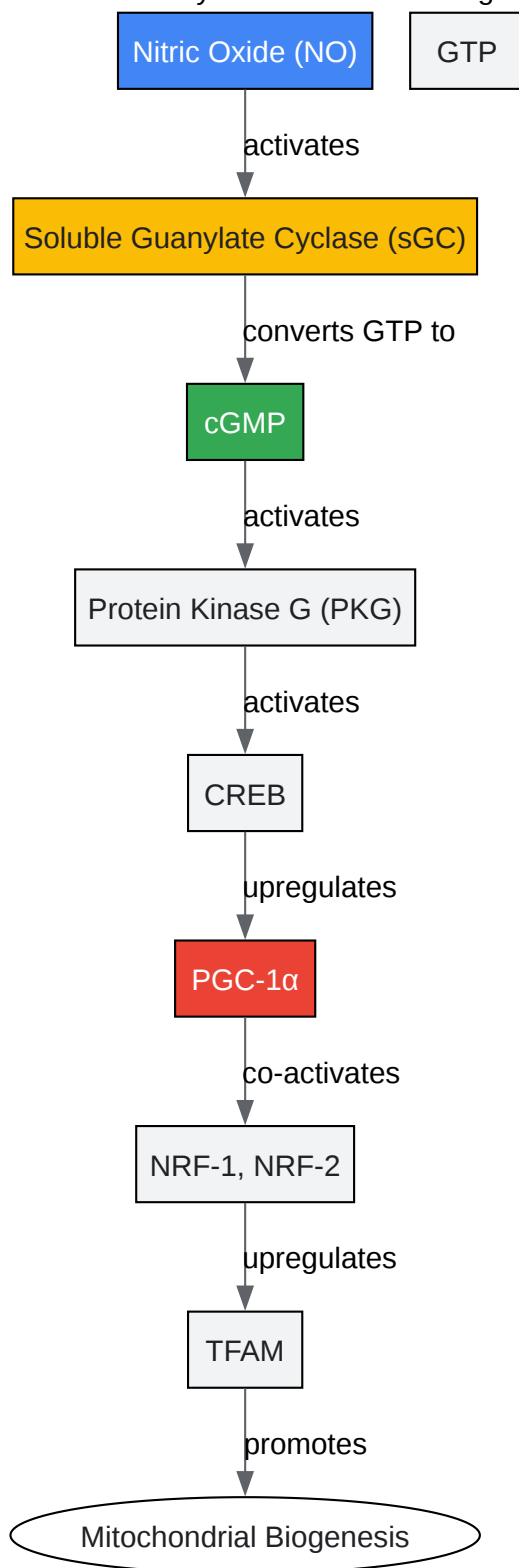 Nitric Oxide (NO)
GTP
activates
Soluble Guanylate Cyclase (sGC)
converts GTP to
cGMP
activates
Protein Kinase G (PKG)
activates
CREB
upregulates
PGC-1α
co-activates
NRF-1, NRF-2
upregulates
TFAM
promotes
Mitochondrial Biogenesis